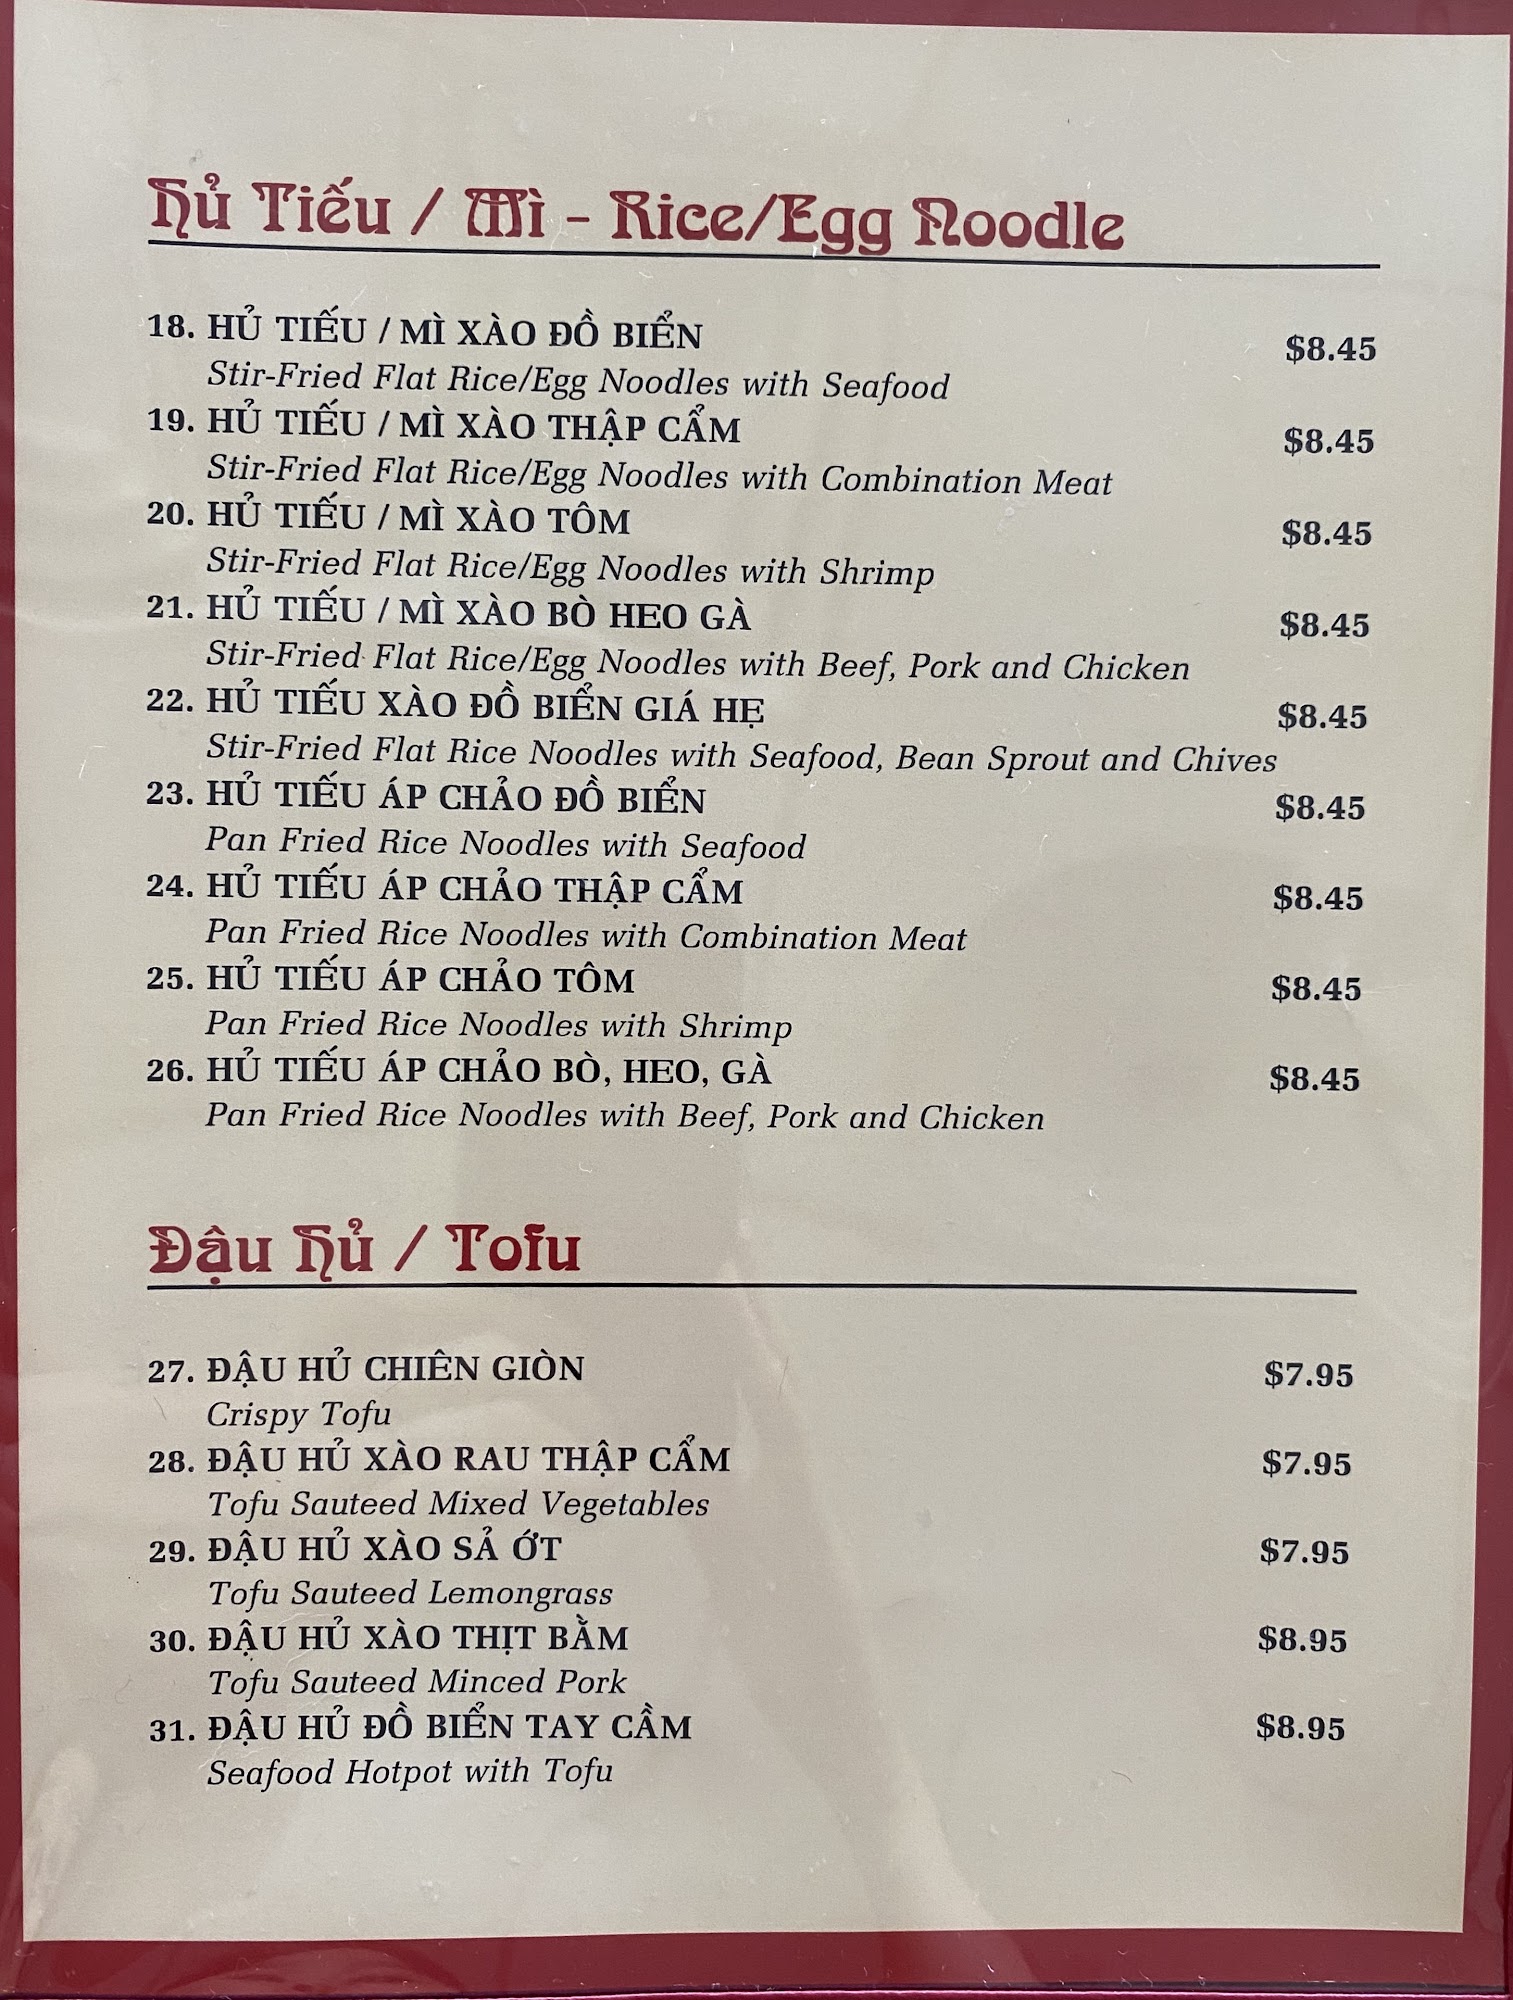 Hủ Tiếu / Mì - Rice/Egg Noodle
18. HỦ TIẾU / MÌ XÀO ĐỒ BIỂN $8.45
Stir-Fried Flat Rice/Egg Noodles with Seafood
19. HỦ TIẾU / MÌ XÀO THẬP CẨM $8.45
Stir-Fried Flat Rice/Egg Noodles with Combination Meat
20. HỦ TIẾU / MÌ XÀO TÔM $8.45
Stir-Fried Flat Rice/Egg Noodles with Shrimp
21. HỦ TIẾU / MÌ XÀO BÒ HEO GÀ $8.45
Stir-Fried Flat Rice/Egg Noodles with Beef, Pork and Chicken
22. HỦ TIẾU XÀO ĐỒ BIỂN GIÁ HẸ $8.45
Stir-Fried Flat Rice Noodles with Seafood, Bean Sprout and Chives
23. HỦ TIẾU ÁP CHẢO ĐỒ BIỂN $8.45
Pan Fried Rice Noodles with Seafood
24. HỦ TIẾU ÁP CHẢO THẬP CẨM $8.45
Pan Fried Rice Noodles with Combination Meat
25. HỦ TIẾU ÁP CHẢO TÔM $8.45
Pan Fried Rice Noodles with Shrimp
26. HỦ TIẾU ÁP CHẢO BÒ, HEO, GÀ $8.45
Pan Fried Rice Noodles with Beef, Pork and Chicken
Đậu Hủ / Tofu
27. ĐẬU HỦ CHIÊN GIÒN $7.95
Crispy Tofu
28. ĐẬU HỦ XÀO RAU THẬP CẨM $7.95
Tofu Sauteed Mixed Vegetables
29. ĐẬU HỦ XÀO SẢ ỚT $7.95
Tofu Sauteed Lemongrass
30. ĐẬU HỦ XÀO THỊT BẰM $8.95
Tofu Sauteed Minced Pork
31. ĐẬU HỦ ĐỒ BIỂN TAY CẦM $8.95
Seafood Hotpot with Tofu